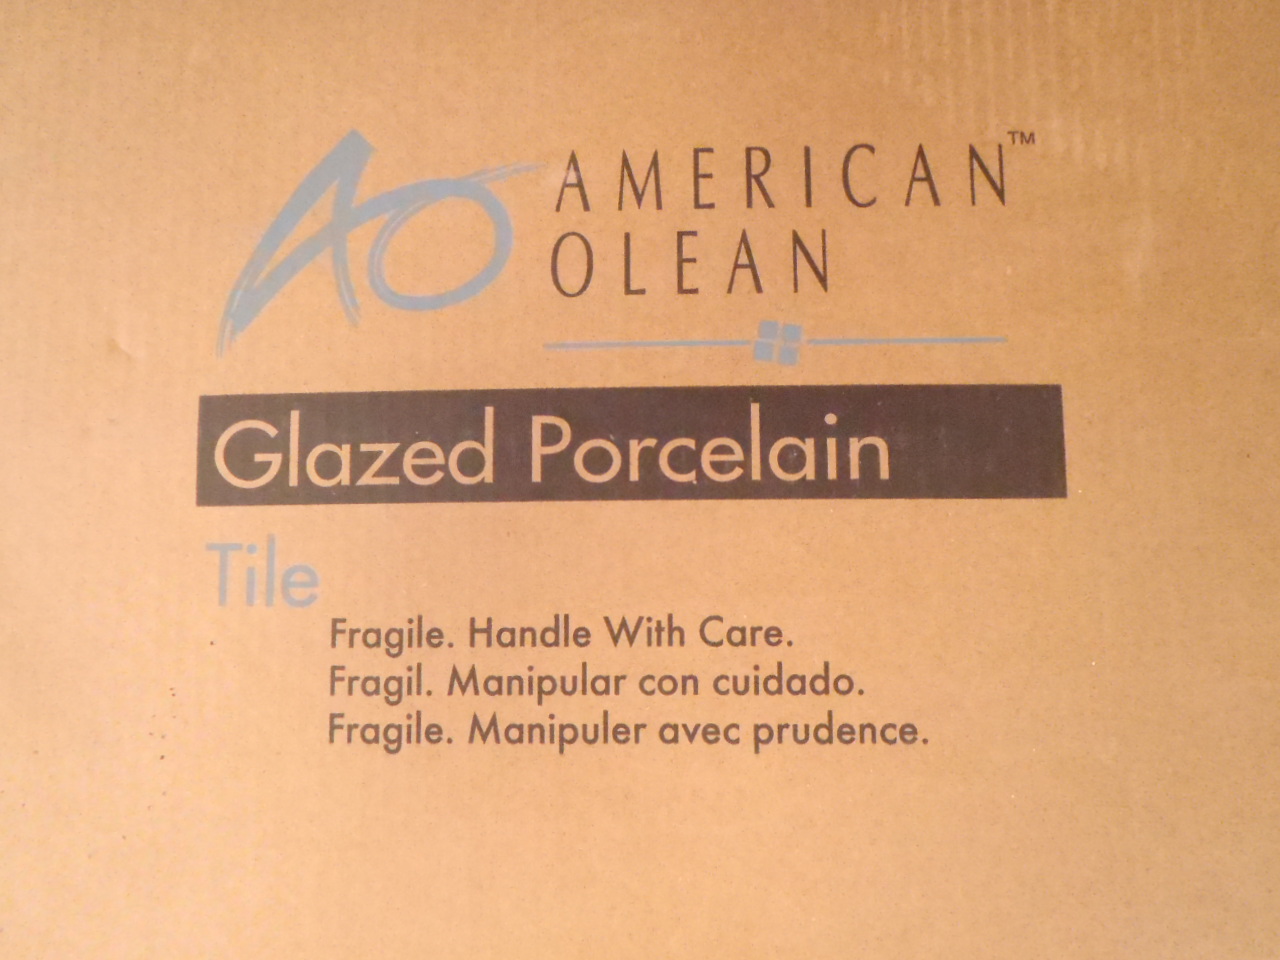 AO AMERICAN™
OLEAN
Glazed Porcelain
Tile
Fragile. Handle With Care.
Fragil. Manipular con cuidado.
Fragile. Manipuler avec prudence.